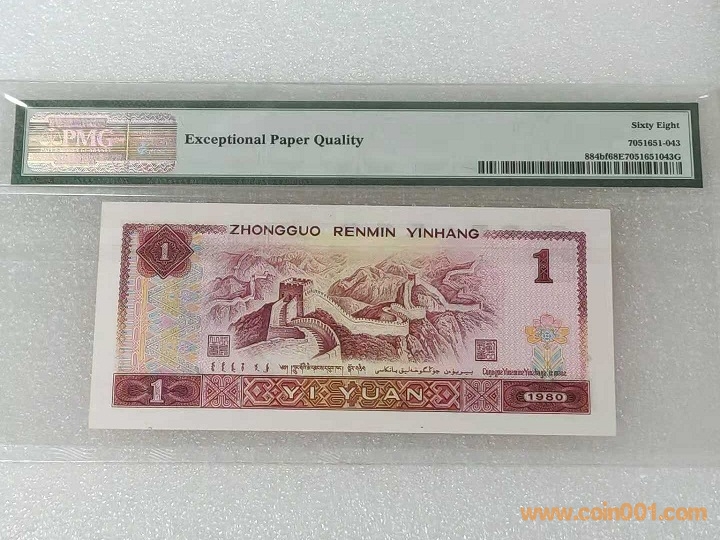 PMG
Exceptional Paper Quality
Sixty Eight
7051651-043
884bf68E7051651043G
ZHONGGUO RENMIN YINHANG
1
1
1
YI YUAN
1980
www.coin001.com